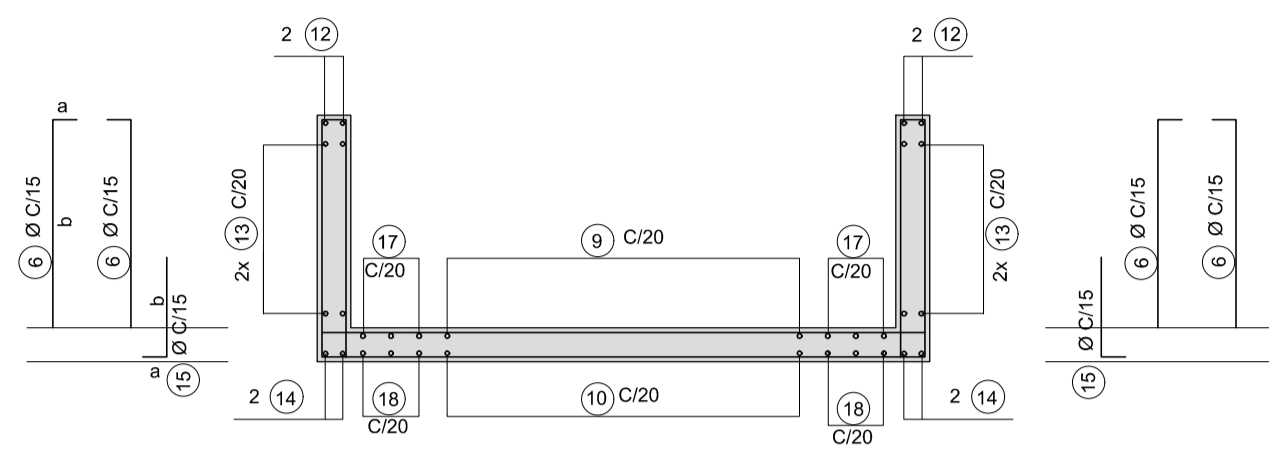 2 12
2 12
a
6 Ø C/15
b
6 Ø C/15
2x 13 C/20
17
C/20
9 C/20
17
C/20
2x 13 C/20
6 Ø C/15
6 Ø C/15
b
Ø C/15
a
15
Ø C/15
15
2 14
18
C/20
10 C/20
18
C/20
2 14